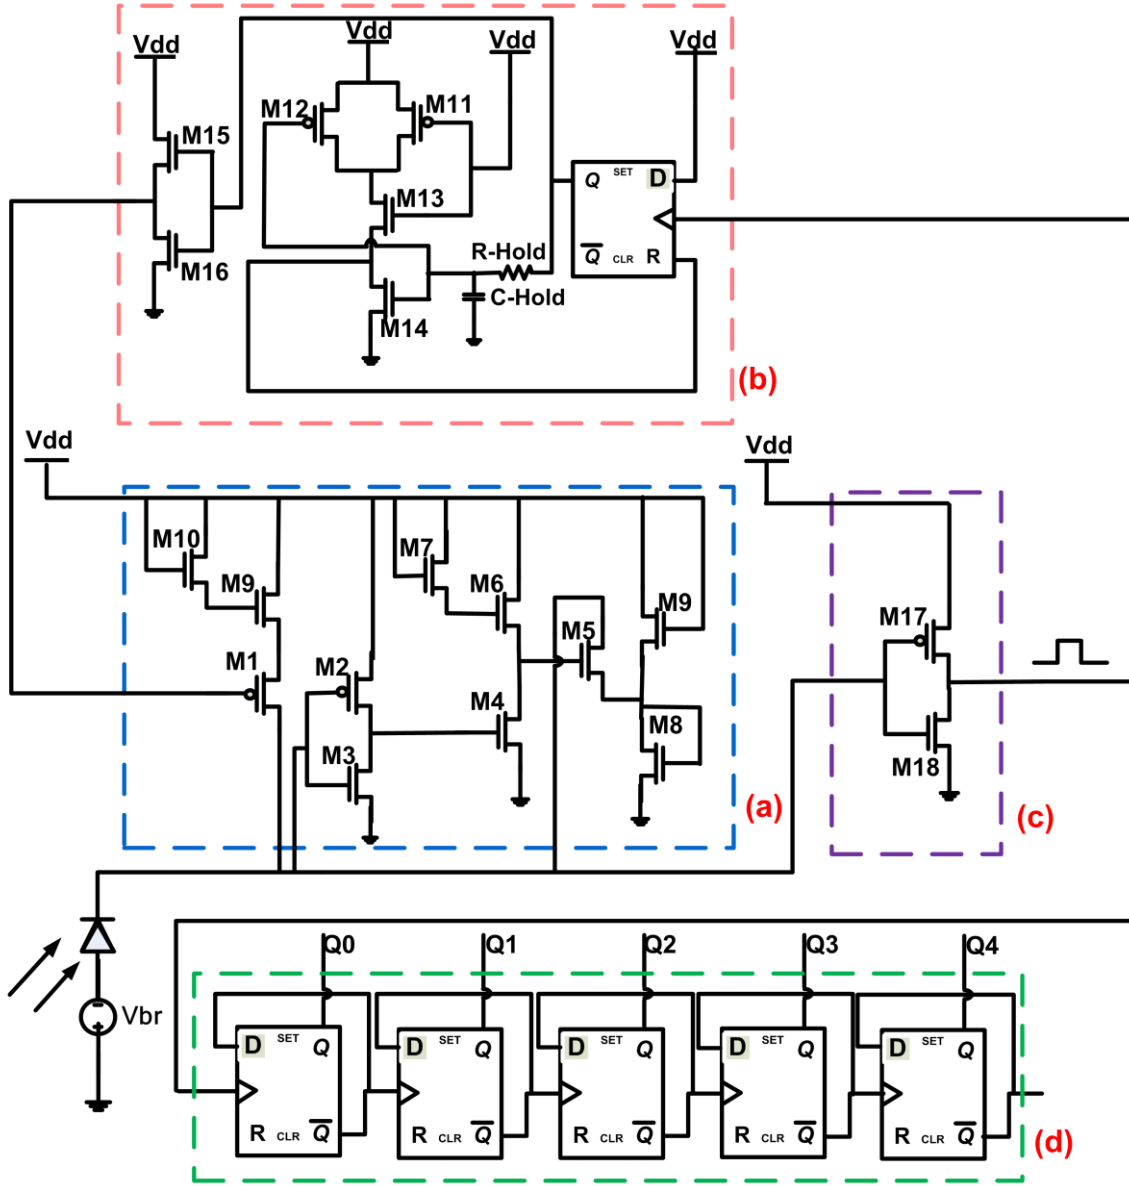 Vdd
Vdd
Vdd
Vdd
M12
M11
M15
M13
Q SET D
M16
R-Hold
Q CLR R
C-Hold
M14
(b)
Vdd
Vdd
M10
M7
M9
M6
M9
M5
M17
M1
M2
M4
M8
M3
M18
(a)
(c)
Q0 Q1 Q2 Q3 Q4
Vbr
D SET Q D SET Q D SET Q D SET Q D SET Q
R CLR Q R CLR Q R CLR Q R CLR Q R CLR Q
(d)